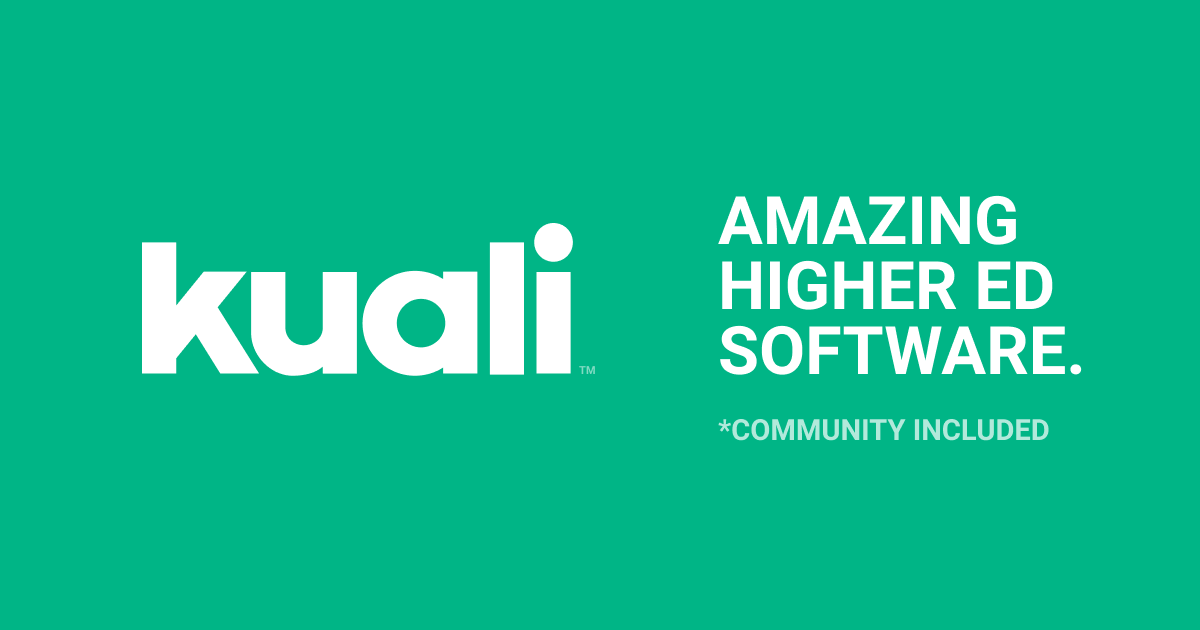 kuali™
AMAZING
HIGHER ED
SOFTWARE.
*COMMUNITY INCLUDED